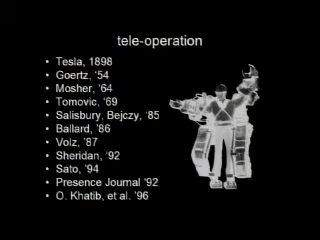 tele-operation
• Tesla, 1898
• Goertz, '54
• Mosher, '64
• Tomovic, '69
• Salisbury, Bejczy, '85
• Ballard, '86
• Volz, '87
• Sheridan, '92
• Sato, '94
• Presence Journal '92
• O. Khatib, et al. '96